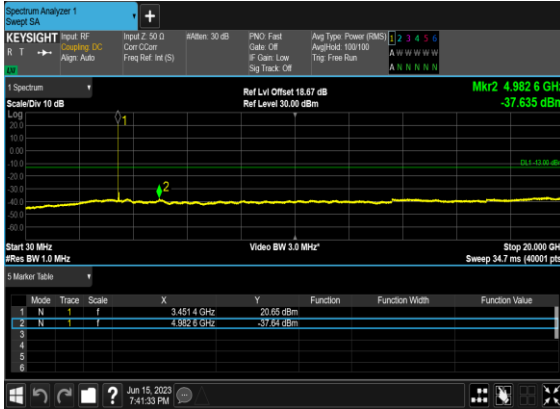 Spectrum Analyzer 1
Swept SA
+
KEYSIGHT
R T
LXI
Input: RF
Coupling: DC
Align: Auto
Input Z: 50 Ω
Corr CCorr
Freq Ref: Int (S)
#Atten: 30 dB
PNO: Fast
Gate: Off
IF Gain: Low
Sig Track: Off
Avg Type: Power (RMS)
Avg|Hold: 100/100
Trig: Free Run
1 2 3 4 5 6
A W W W W W
A N N N N N
1 Spectrum
Scale/Div 10 dB
Ref Lvl Offset 18.67 dB
Ref Level 30.00 dBm
Mkr2 4.982 6 GHz
-37.635 dBm
Log
20.0
10.0
0.00
-10.0
-20.0
-30.0
-40.0
-50.0
-60.0
1
2
DL1 -13.00 dBm
Start 30 MHz
#Res BW 1.0 MHz
Video BW 3.0 MHz*
Stop 20.000 GHz
Sweep 34.7 ms (40001 pts)
5 Marker Table
Mode Trace Scale X Y Function Function Width Function Value
1 N 1 f 3.451 4 GHz 20.65 dBm
2 N 1 f 4.982 6 GHz -37.64 dBm
3
4
5
6
?
Jun 15, 2023
7:41:33 PM